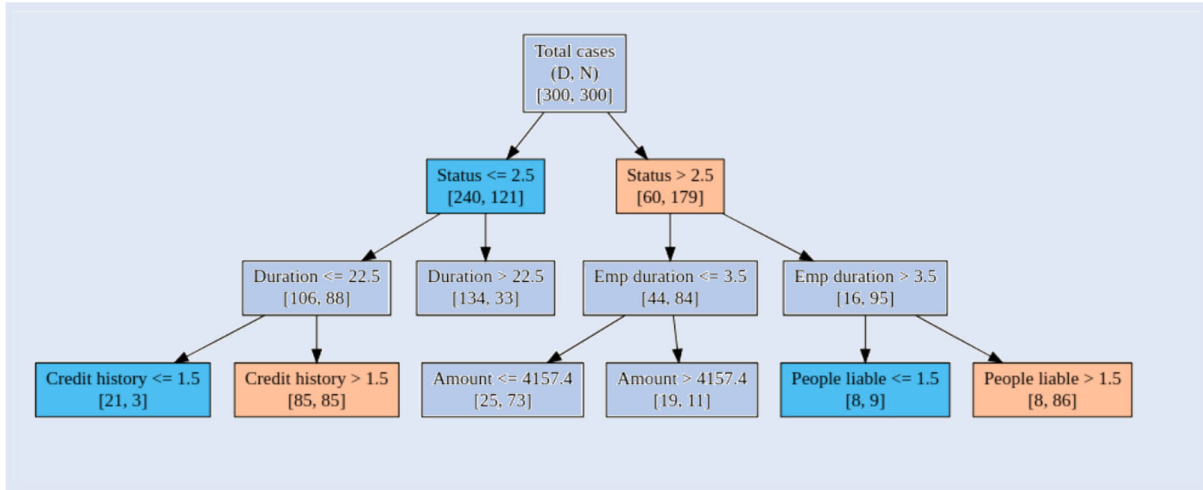 Total cases
(D, N)
[300, 300]
Status <= 2.5
[240, 121]
Status > 2.5
[60, 179]
Duration <= 22.5
[106, 88]
Duration > 22.5
[134, 33]
Emp duration <= 3.5
[44, 84]
Emp duration > 3.5
[16, 95]
Credit history <= 1.5
[21, 3]
Credit history > 1.5
[85, 85]
Amount <= 4157.4
[25, 73]
Amount > 4157.4
[19, 11]
People liable <= 1.5
[8, 9]
People liable > 1.5
[8, 86]